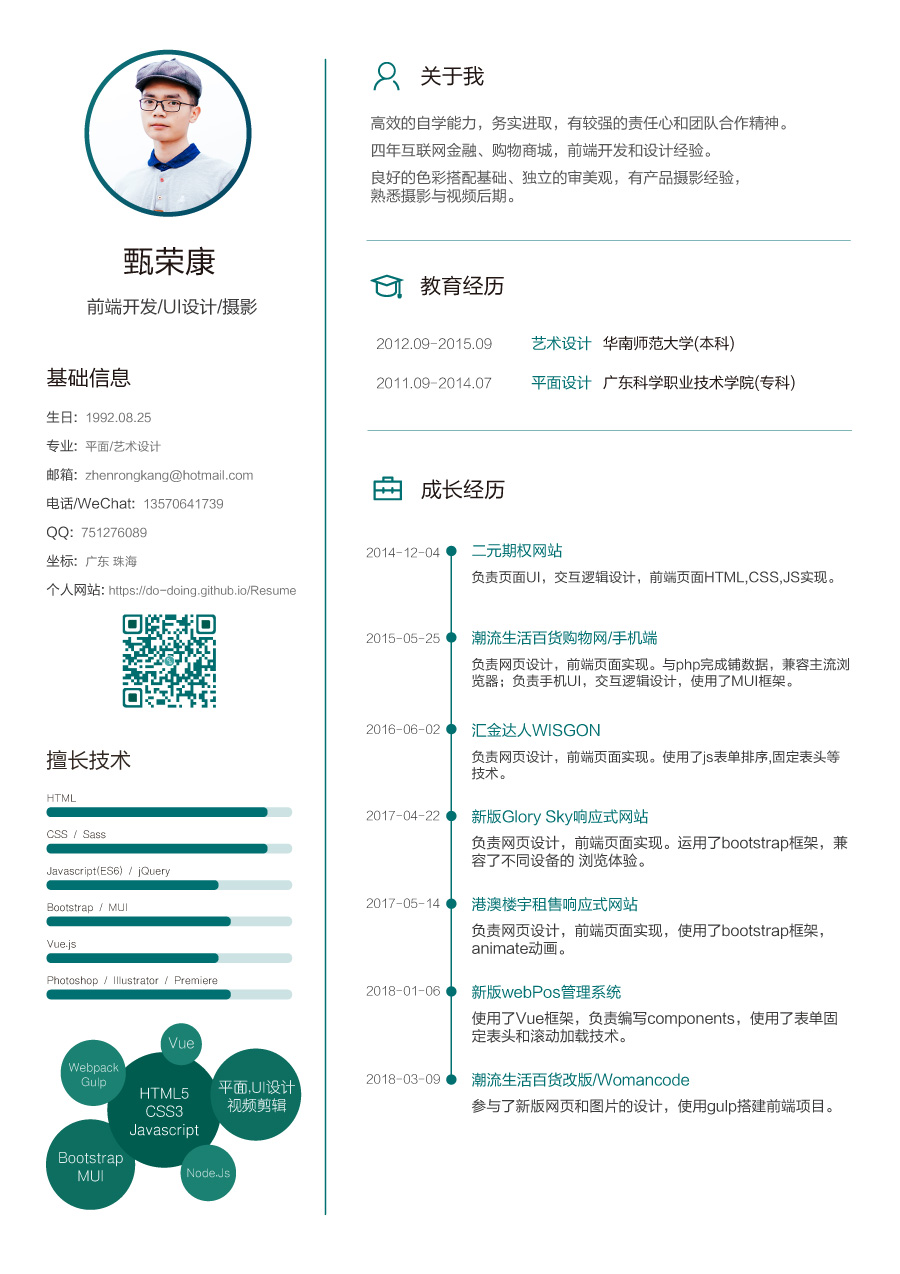 甄荣康
前端开发/UI设计/摄影
基础信息
生日: 1992.08.25
专业: 平面/艺术设计
邮箱: zhenrongkang@hotmail.com
电话/WeChat: 13570641739
QQ: 751276089
坐标: 广东 珠海
个人网站: https://do-doing.github.io/Resume
擅长技术
HTML
CSS / Sass
Javascript(ES6) / jQuery
Bootstrap / MUI
Vue.js
Photoshop / Illustrator / Premiere
Vue
Webpack
Gulp
HTML5
CSS3
Javascript
平面,UI设计
视频剪辑
Bootstrap
MUI
Node.Js
关于我
高效的自学能力，务实进取，有较强的责任心和团队合作精神。
四年互联网金融、购物商城，前端开发和设计经验。
良好的色彩搭配基础、独立的审美观，有产品摄影经验，
熟悉摄影与视频后期。
教育经历
2012.09-2015.09 艺术设计 华南师范大学(本科)
2011.09-2014.07 平面设计 广东科学职业技术学院(专科)
成长经历
2014-12-04 二元期权网站
负责页面UI，交互逻辑设计，前端页面HTML,CSS,JS实现。
2015-05-25 潮流生活百货购物网/手机端
负责网页设计，前端页面实现。与php完成铺数据，兼容主流浏
览器；负责手机UI，交互逻辑设计，使用了MUI框架。
2016-06-02 汇金达人WISGON
负责网页设计，前端页面实现。使用了js表单排序,固定表头等
技术。
2017-04-22 新版Glory Sky响应式网站
负责网页设计，前端页面实现。运用了bootstrap框架，兼
容了不同设备的 浏览体验。
2017-05-14 港澳楼宇租售响应式网站
负责网页设计，前端页面实现，使用了bootstrap框架，
animate动画。
2018-01-06 新版webPos管理系统
使用了Vue框架，负责编写components，使用了表单固
定表头和滚动加载技术。
2018-03-09 潮流生活百货改版/Womancode
参与了新版网页和图片的设计，使用gulp搭建前端项目。